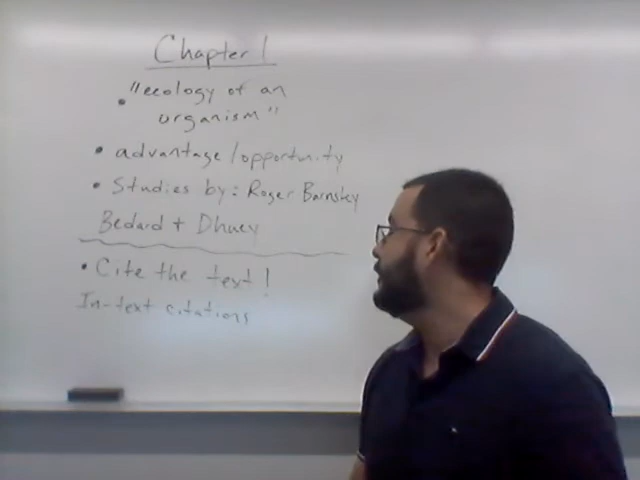 Chapter 1
• "ecology of an
organism"
• advantage/opportunity
• Studies by: Roger Barnsley
Bedard + Dhuey
• Cite the text!
In-text citations